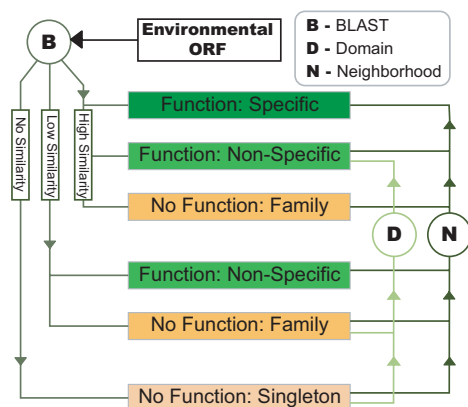 B
Environmental
ORF
B - BLAST
D - Domain
N - Neighborhood
No Similarity
Low Similarity
High Similarity
Function: Specific
Function: Non-Specific
No Function: Family
D
N
Function: Non-Specific
No Function: Family
No Function: Singleton